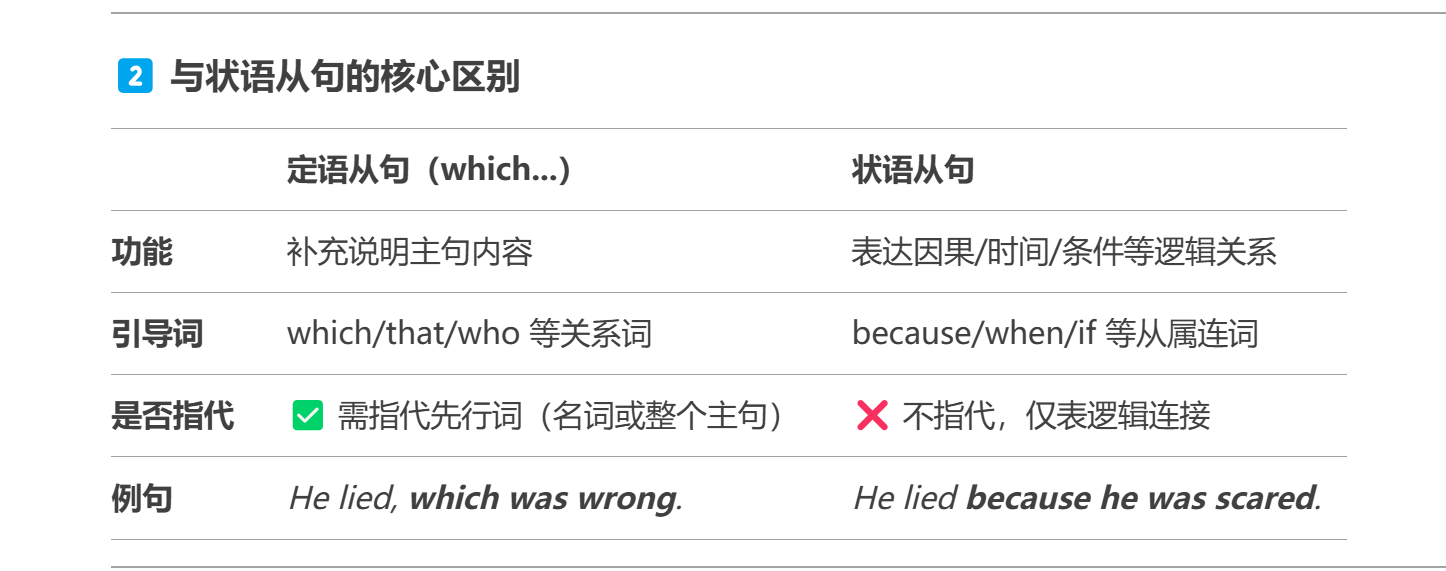 2 与状语从句的核心区别
定语从句（which...） 状语从句
功能 补充说明主句内容 表达因果/时间/条件等逻辑关系
引导词 which/that/who 等关系词 because/when/if 等从属连词
是否指代 ✅ 需指代先行词（名词或整个主句） ❌ 不指代，仅表逻辑连接
例句 He lied, which was wrong. He lied because he was scared.